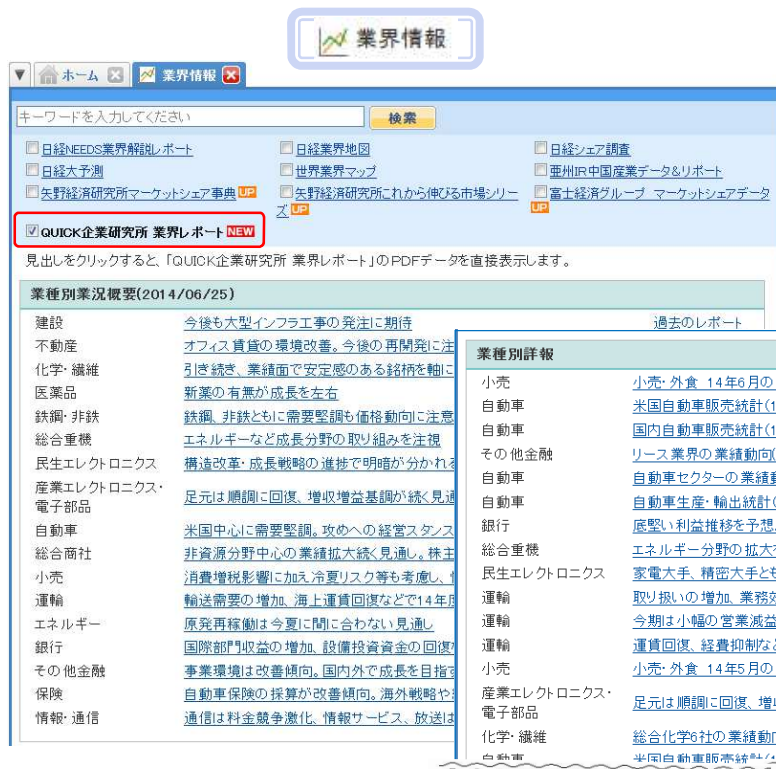 業界情報
▼ ホーム 業界情報
キーワードを入力してください 検索
日経NEEDS業界解説レポート 日経業界地図 日経シェア調査
日経大予測 世界業界マップ 亜州IR中国産業データ&リポート
矢野経済研究所マーケットシェア事典 UP 矢野経済研究所これから伸びる市場シリーズ UP 富士経済グループ マーケットシェアデータ UP
QUICK企業研究所 業界レポート NEW
見出しをクリックすると、「QUICK企業研究所 業界レポート」のPDFデータを直接表示します。
業種別業況概要(2014/06/25)
建設 今後も大型インフラ工事の発注に期待 過去のレポート
不動産 オフィス賃貸の環境改善。今後の再開発に注
化学・繊維 引き続き、業績面で安定感のある銘柄を軸に
医薬品 新薬の有無が成長を左右
鉄鋼・非鉄 鉄鋼、非鉄ともに需要堅調も価格動向に注意
総合重機 エネルギーなど成長分野の取り組みを注視
民生エレクトロニクス 構造改革・成長戦略の進捗で明暗が分かれ
産業エレクトロニクス・
電子部品 足元は順調に回復、増収増益基調が続く見通
自動車 米国中心に需要堅調。攻めへの経営スタンス
総合商社 非資源分野中心の業績拡大続く見通し。株主
小売 消費増税影響に加え冷夏リスク等も考慮し、
運輸 輸送需要の増加、海上運賃回復などで14年
エネルギー 原発再稼働は今夏に間に合わない見通し
銀行 国際部門収益の増加、設備投資資金の回復
その他金融 事業環境は改善傾向。国内外で成長を目指
保険 自動車保険の採算が改善傾向。海外戦略や
情報・通信 通信は料金競争激化、情報サービス、放送は
業種別詳報
小売 小売・外食 14年6月の
自動車 米国自動車販売統計(1
自動車 国内自動車販売統計(1
その他金融 リース業界の業績動向(
自動車 自動車セクターの業績
自動車 自動車生産・輸出統計(
銀行 底堅い利益推移を予想
総合重機 エネルギー分野の拡大
民生エレクトロニクス 家電大手、精密大手とも
運輸 取り扱いの増加、業務
運輸 今期は小幅の営業減益
運輸 運賃回復、経費抑制な
小売 小売・外食 14年5月の
産業エレクトロニクス・
電子部品 足元は順調に回復、増
化学・繊維 総合化学6社の業績動
自動車 米国自動車販売統計(1